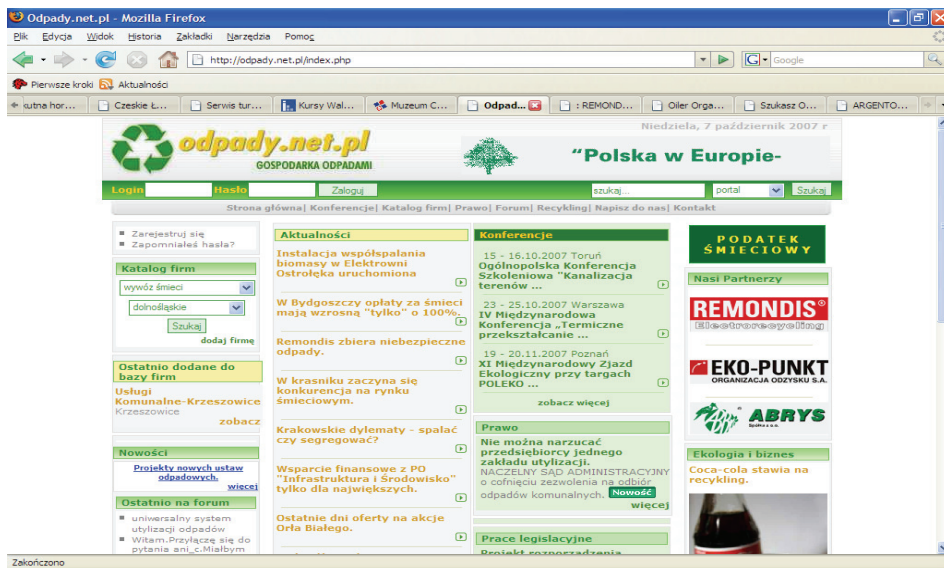 Odpady.net.pl - Mozilla Firefox
Plik Edycja Widok Historia Zakładki Narzędzia Pomoc
http://odpady.net.pl/index.php
Google
Pierwsze kroki Aktualności
kutna hor... Czeskie Ł... Serwis tur... Kursy Wal... Muzeum C... Odpad... : REMOND... Oiler Orga... Szukasz O... ARGENTO...
Niedziela, 7 październik 2007 r
odpady.net.pl
GOSPODARKA ODPADAMI
"Polska w Europie-
Login Hasło Zaloguj szukaj... portal Szukaj
Strona główna| Konferencje| Katalog firm| Prawo| Forum| Recykling| Napisz do nas| Kontakt
Zarejestruj się
Zapomniałeś hasła?
Katalog firm
wywóz śmieci
dolnośląskie
Szukaj
dodaj firmę
Ostatnio dodane do
bazy firm
Usługi
Komunalne-Krzeszowice
Krzeszowice
zobacz
Nowości
Projekty nowych ustaw
odpadowych.
więcej
Ostatnio na forum
uniwersalny system
utylizacji odpadów
Witam.Przyłączę się do
pytania ani_c.Miałbym
Aktualności
Instalacja współspalania
biomasy w Elektrowni
Ostrołęka uruchomiona
W Bydgoszczy opłaty za śmieci
mają wzrosną "tylko" o 100%.
Remondis zbiera niebezpieczne
odpady.
W krasniku zaczyna się
konkurencja na rynku
śmieciowym.
Krakowskie dylematy - spalać
czy segregować?
Wsparcie finansowe z PO
"Infrastruktura i Środowisko"
tylko dla największych.
Ostatnie dni oferty na akcje
Orła Białego.
Konferencje
15 - 16.10.2007 Toruń
Ogólnopolska Konferencja
Szkoleniowa "Kanalizacja
terenów ...
23 - 25.10.2007 Warszawa
IV Międzynarodowa
Konferencja „Termiczne
przekształcanie ...
19 - 20.11.2007 Poznań
XI Międzynarodowy Zjazd
Ekologiczny przy targach
POLEKO ...
zobacz więcej
Prawo
Nie można narzucać
przedsiębiorcy jednego
zakładu utylizacji.
NACZELNY SĄD ADMINISTRACYJNY
o cofnięciu zezwolenia na odbiór
odpadów komunalnych. Nowość
więcej
Prace legislacyjne
Projekt rozporządzenia
PODATEK
ŚMIECIOWY
Nasi Partnerzy
REMONDIS®
Electrorecycling
EKO-PUNKT
ORGANIZACJA ODZYSKU S.A.
ABRYS
Spółka z o.o.
Ekologia i biznes
Coca-cola stawia na
recykling.
Zakończono